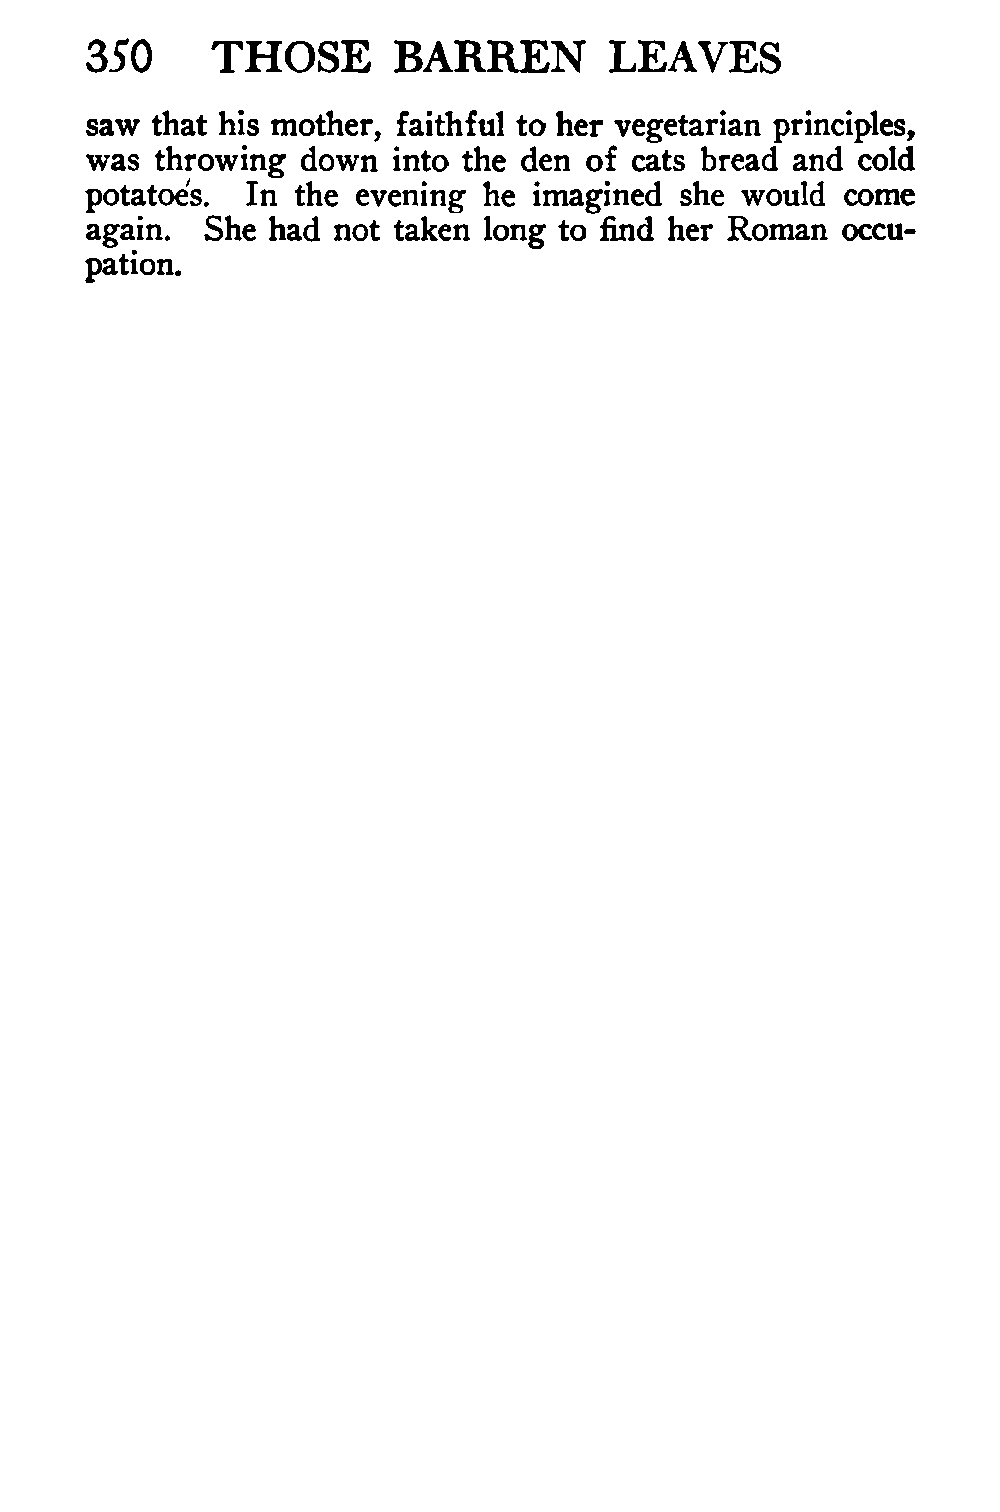 350 THOSE BARREN LEAVES
saw that his mother, faithful to her vegetarian principles,
was throwing down into the den of cats bread and cold
potatoes. In the evening he imagined she would come
again. She had not taken long to find her Roman occu-
pation.